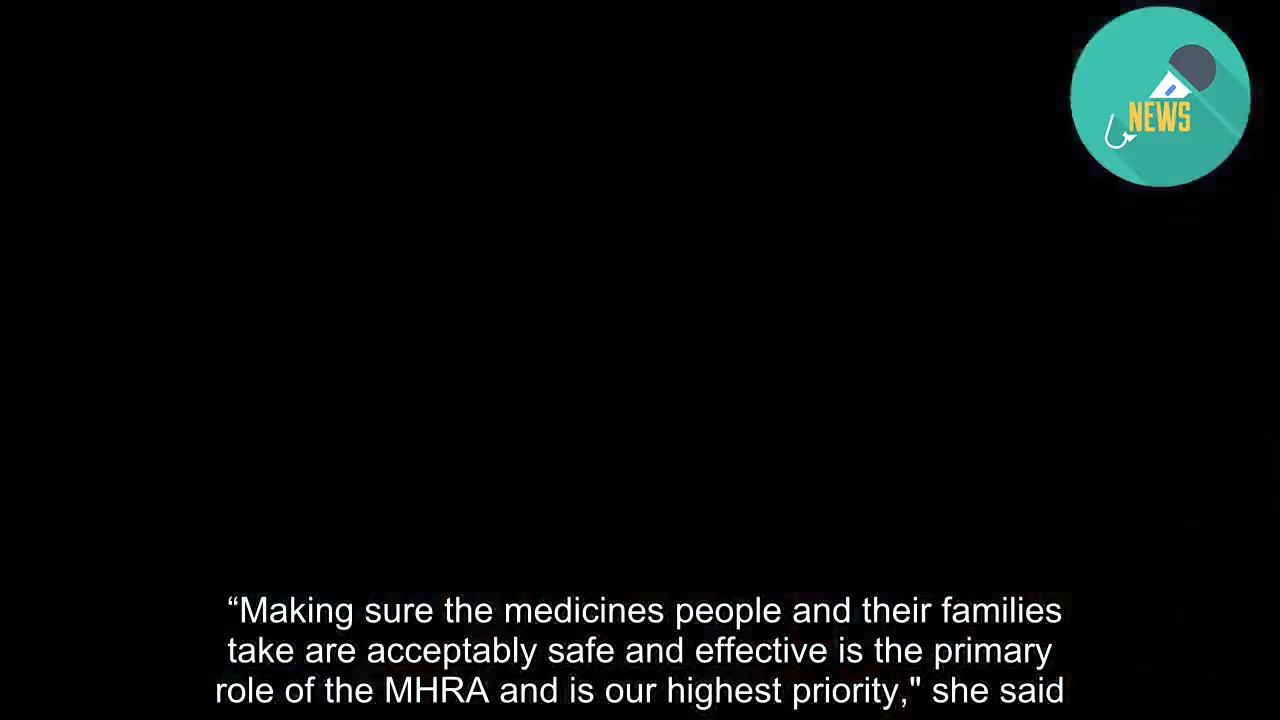 NEWS
“Making sure the medicines people and their families
take are acceptably safe and effective is the primary
role of the MHRA and is our highest priority," she said